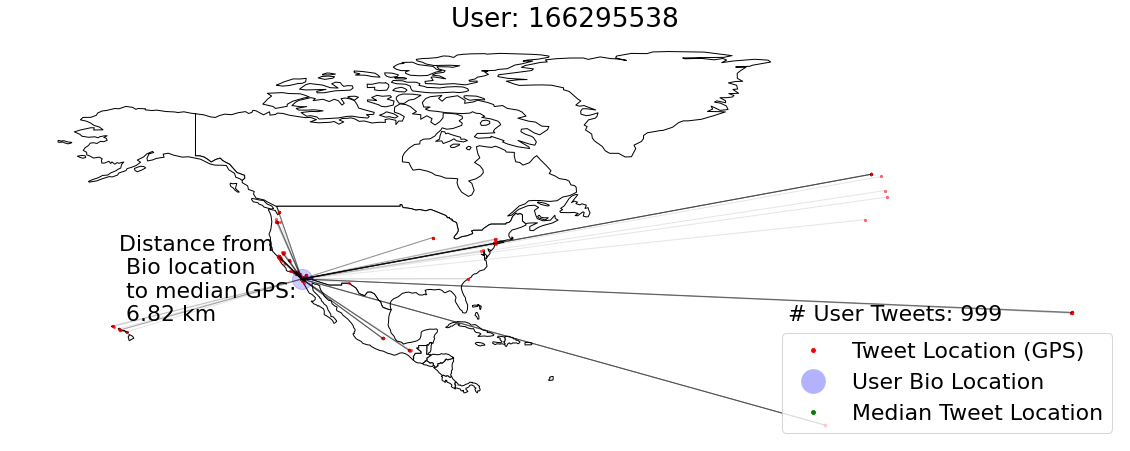 User: 166295538
Distance from
Bio location
to median GPS:
6.82 km
# User Tweets: 999
Tweet Location (GPS)
User Bio Location
Median Tweet Location